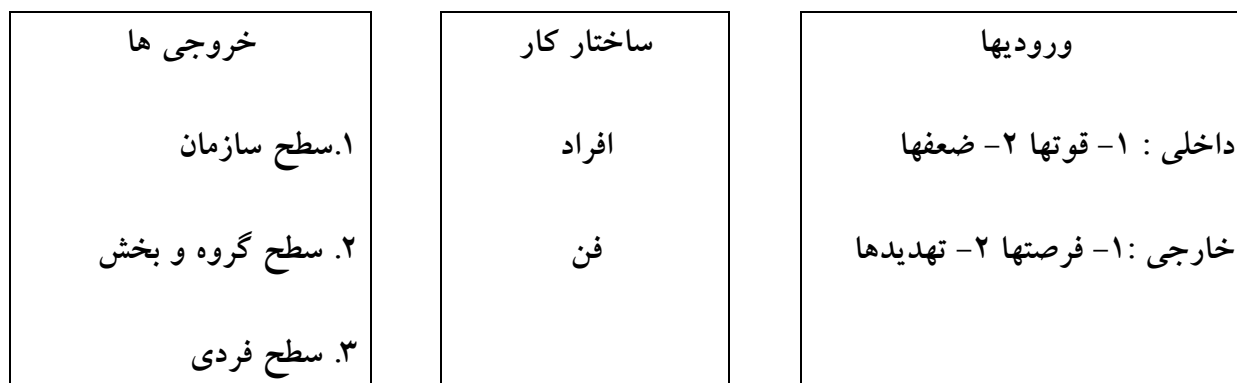 ورودیها
داخلی : ۱- قوتها ۲- ضعفها
خارجی :۱- فرصتها ۲- تهدیدها
ساختار کار
افراد
فن
خروجی ها
۱.سطح سازمان
۲. سطح گروه و بخش
۳. سطح فردی